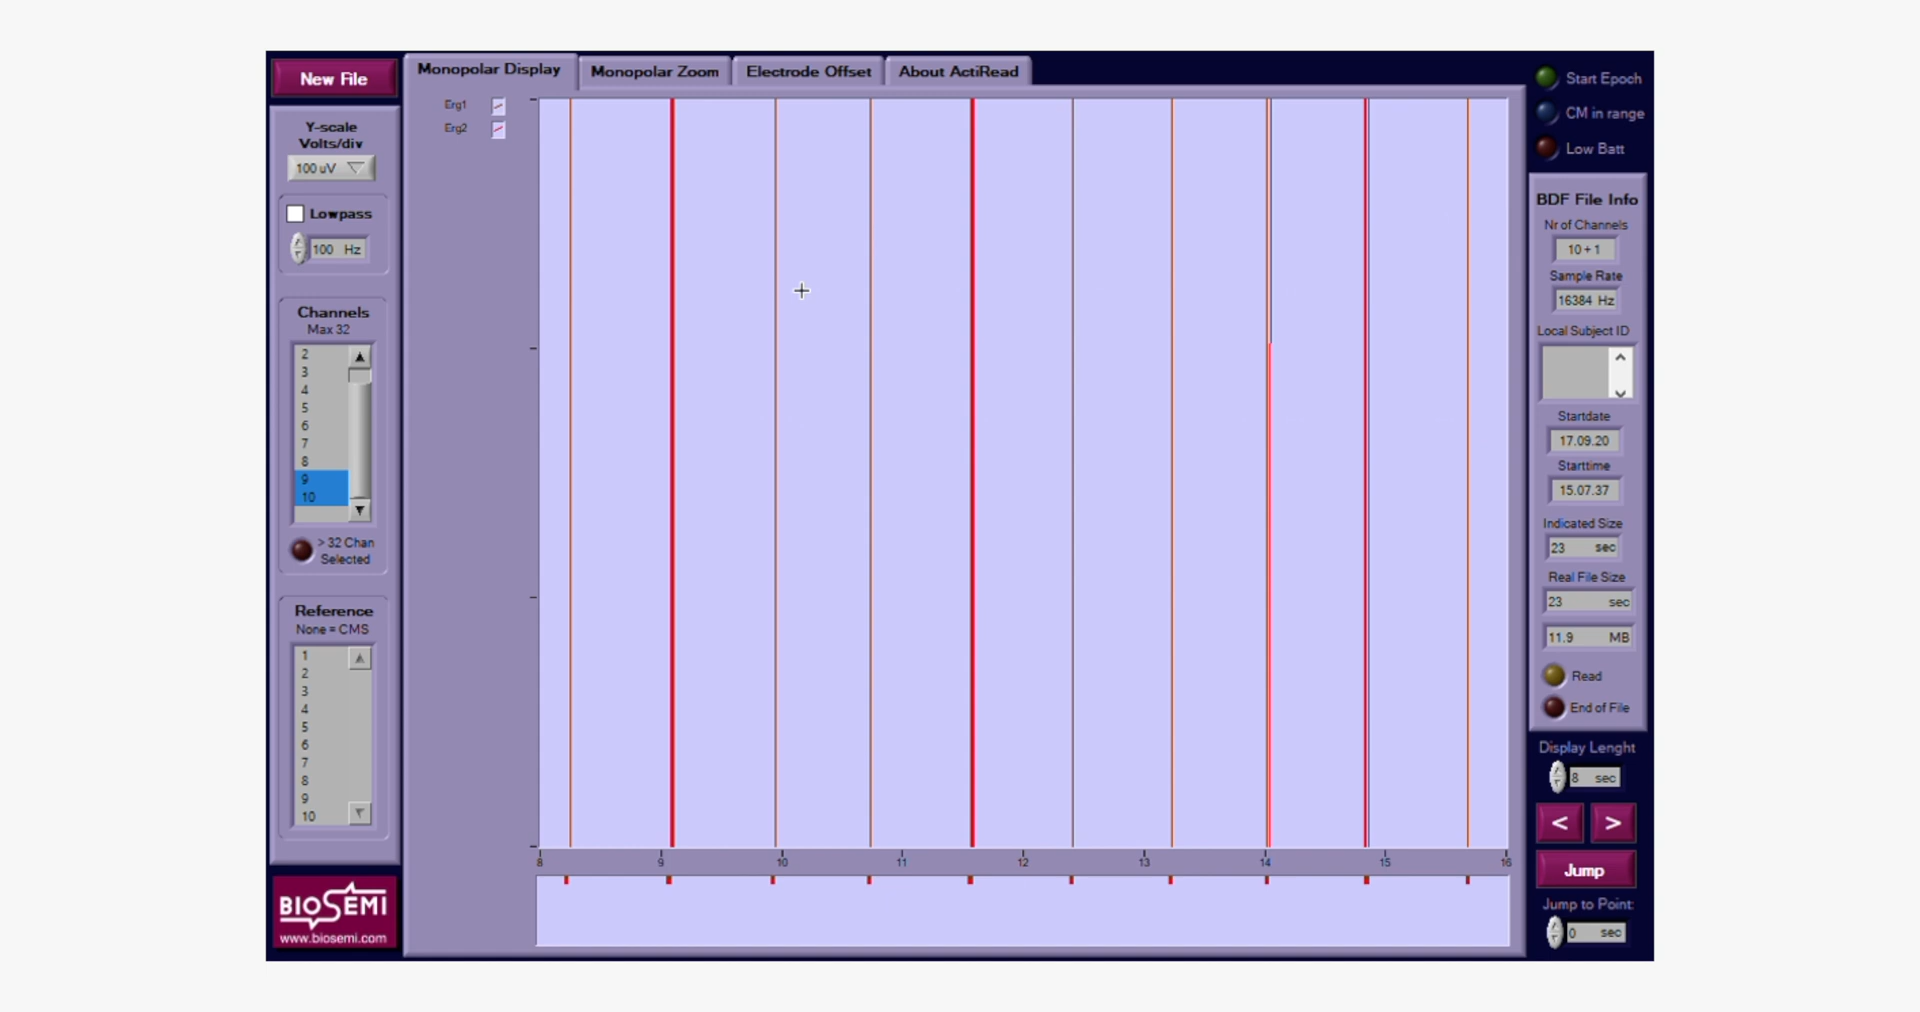 New File
Monopolar Display
Monopolar Zoom
Electrode Offset
About ActiRead
Y-scale
Volts/div
100 uV
Lowpass
100 Hz
Channels
Max 32
2
3
4
5
6
7
8
9
10
> 32 Chan
Selected
Reference
None = CMS
1
2
3
4
5
6
7
8
9
10
BIOSEMI
www.biosemi.com
Erg1
Erg2
8 9 10 11 12 13 14 15 16
Start Epoch
CM in range
Low Batt
BDF File Info
Nr of Channels
10 + 1
Sample Rate
16384 Hz
Local Subject ID
Startdate
17.09.20
Starttime
15.07.37
Indicated Size
23 sec
Real File Size
23 sec
11.9 MB
Read
End of File
Display Lenght
8 sec
< >
Jump
Jump to Point:
0 sec